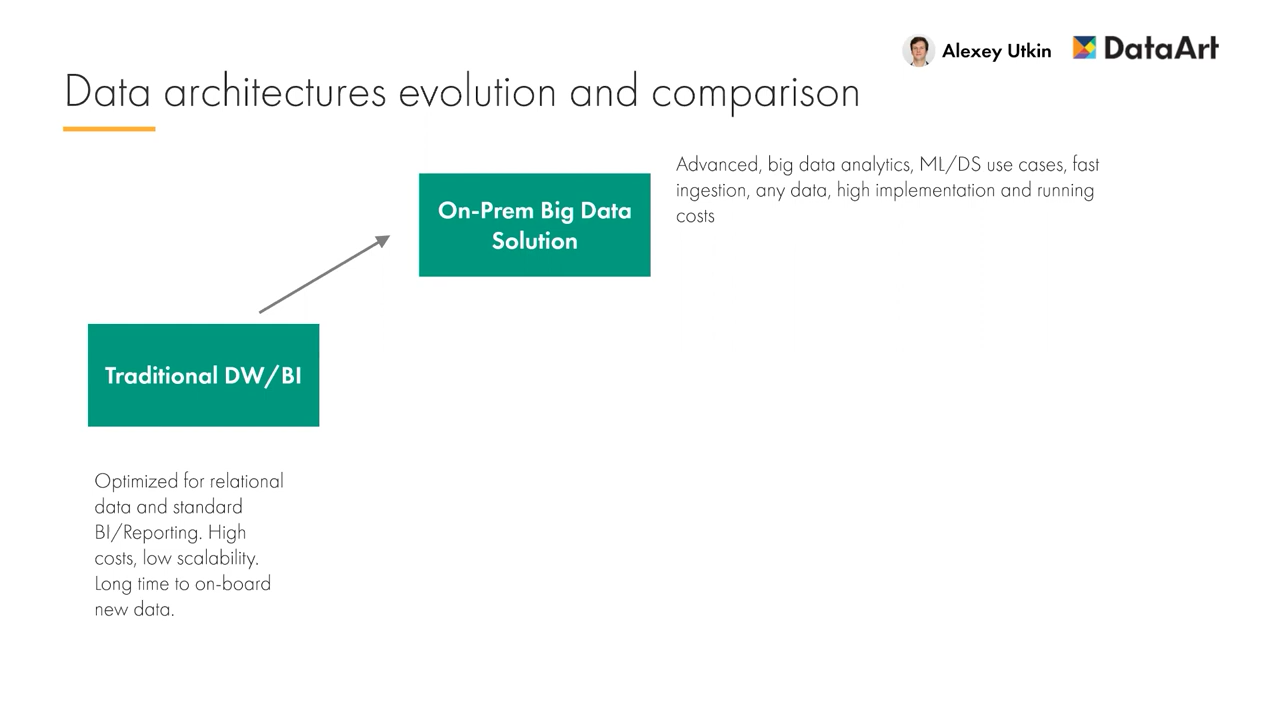 Alexey Utkin
DataArt
Data architectures evolution and comparison
On-Prem Big Data
Solution
Advanced, big data analytics, ML/DS use cases, fast
ingestion, any data, high implementation and running
costs
Traditional DW/BI
Optimized for relational
data and standard
BI/Reporting. High
costs, low scalability.
Long time to on-board
new data.